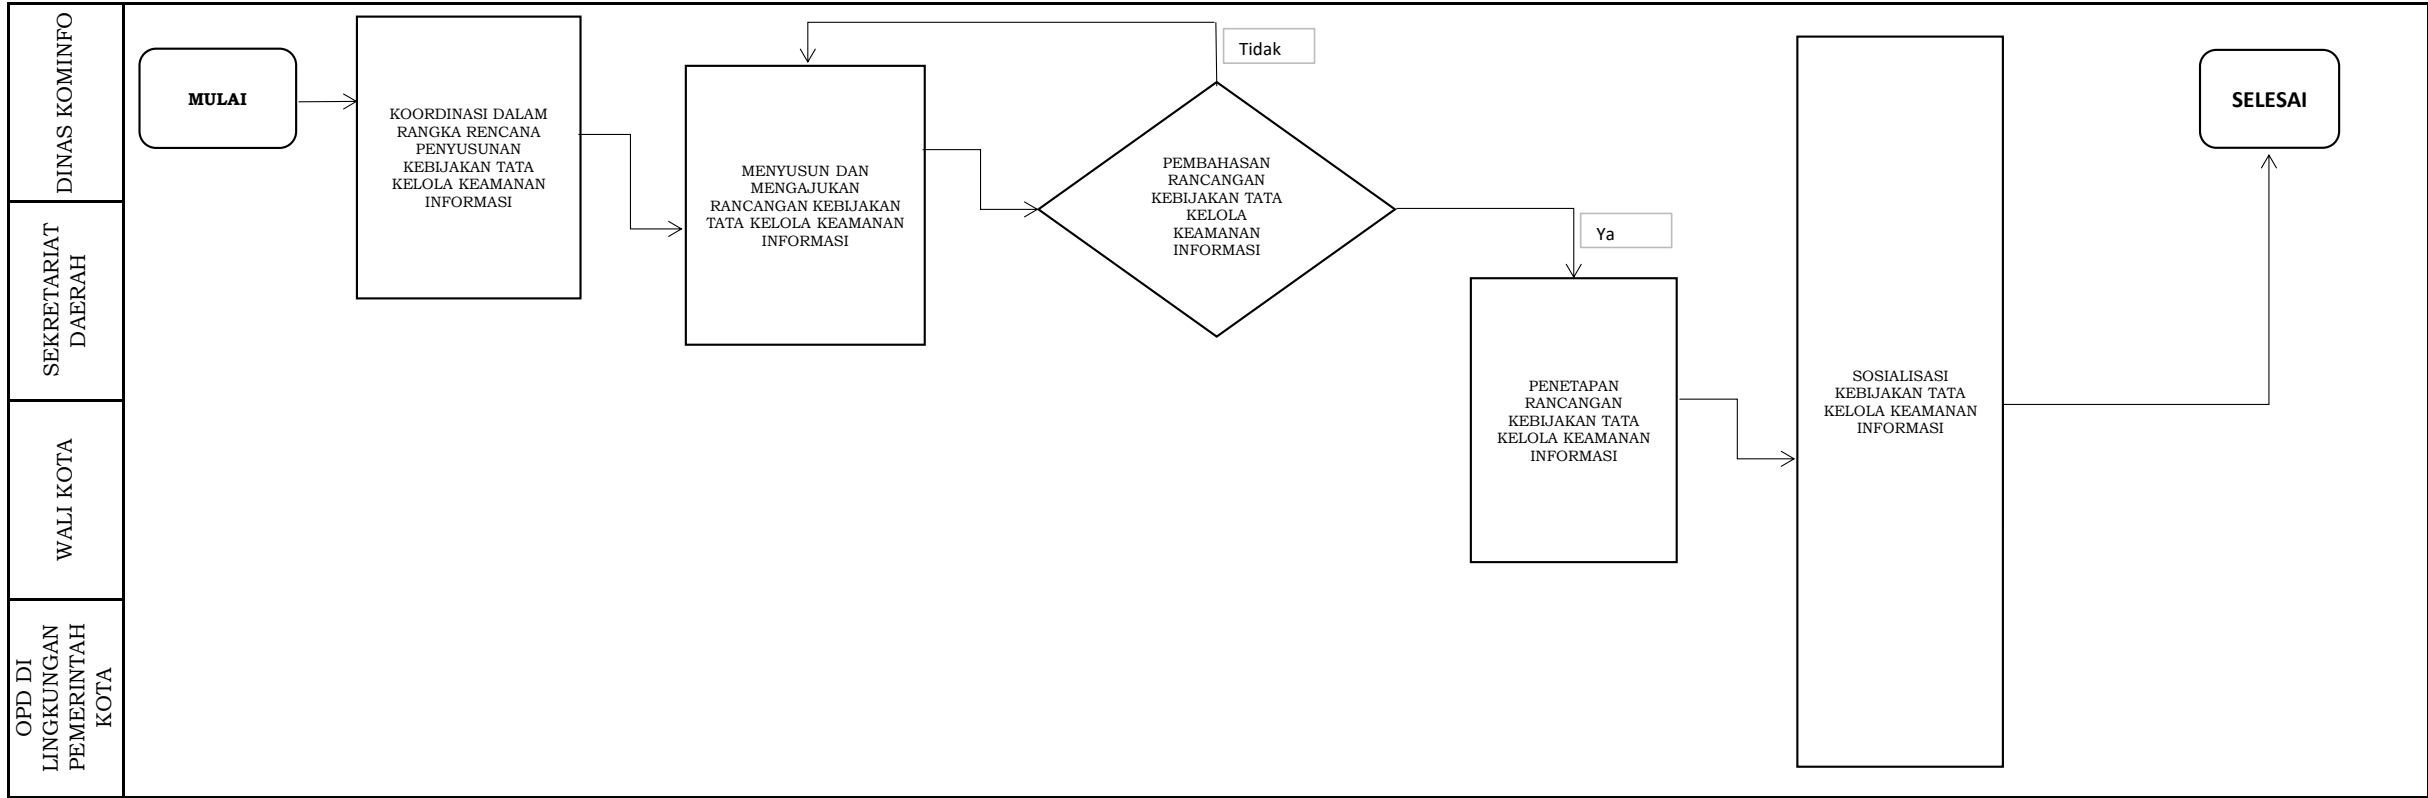 DINAS KOMINFO
SEKRETARIAT
DAERAH
WALI KOTA
OPD DI
LINGKUNGAN
PEMERINTAH
KOTA
MULAI
KOORDINASI DALAM
RANGKA RENCANA
PENYUSUNAN
KEBIJAKAN TATA
KELOLA KEAMANAN
INFORMASI
MENYUSUN DAN
MENGAJUKAN
RANCANGAN KEBIJAKAN
TATA KELOLA KEAMANAN
INFORMASI
Tidak
PEMBAHASAN
RANCANGAN
KEBIJAKAN TATA
KELOLA
KEAMANAN
INFORMASI
Ya
PENETAPAN
RANCANGAN
KEBIJAKAN TATA
KELOLA KEAMANAN
INFORMASI
SOSIALISASI
KEBIJAKAN TATA
KELOLA KEAMANAN
INFORMASI
SELESAI